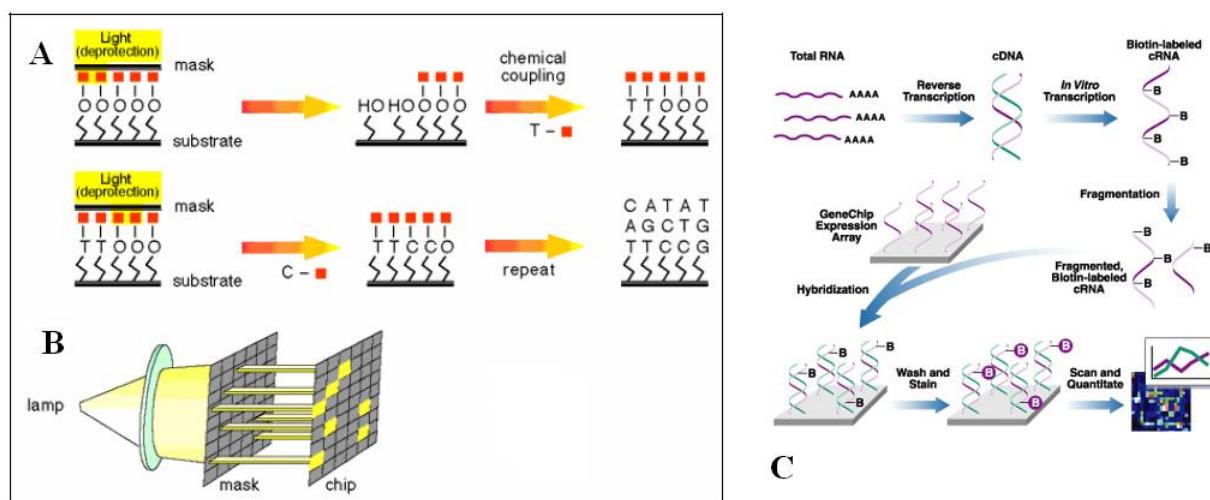 A
Light
(deprotection)
mask
O O O O O
substrate
HO HO O O O
chemical
coupling
T –
T T O O O
Light
(deprotection)
mask
T T O O O
substrate
C –
T T C C O
repeat
C A T A T
A G C T G
T T C C G
B
lamp
mask
chip
Total RNA
AAAA
AAAA
AAAA
Reverse
Transcription
cDNA
In Vitro
Transcription
Biotin-labeled
cRNA
B
B
B
B
Fragmentation
GeneChip
Expression
Array
B
B
B
Fragmented,
Biotin-labeled
cRNA
Hybridization
B
B
B
Wash and
Stain
B
B
B
B
Scan and
Quantitate
C